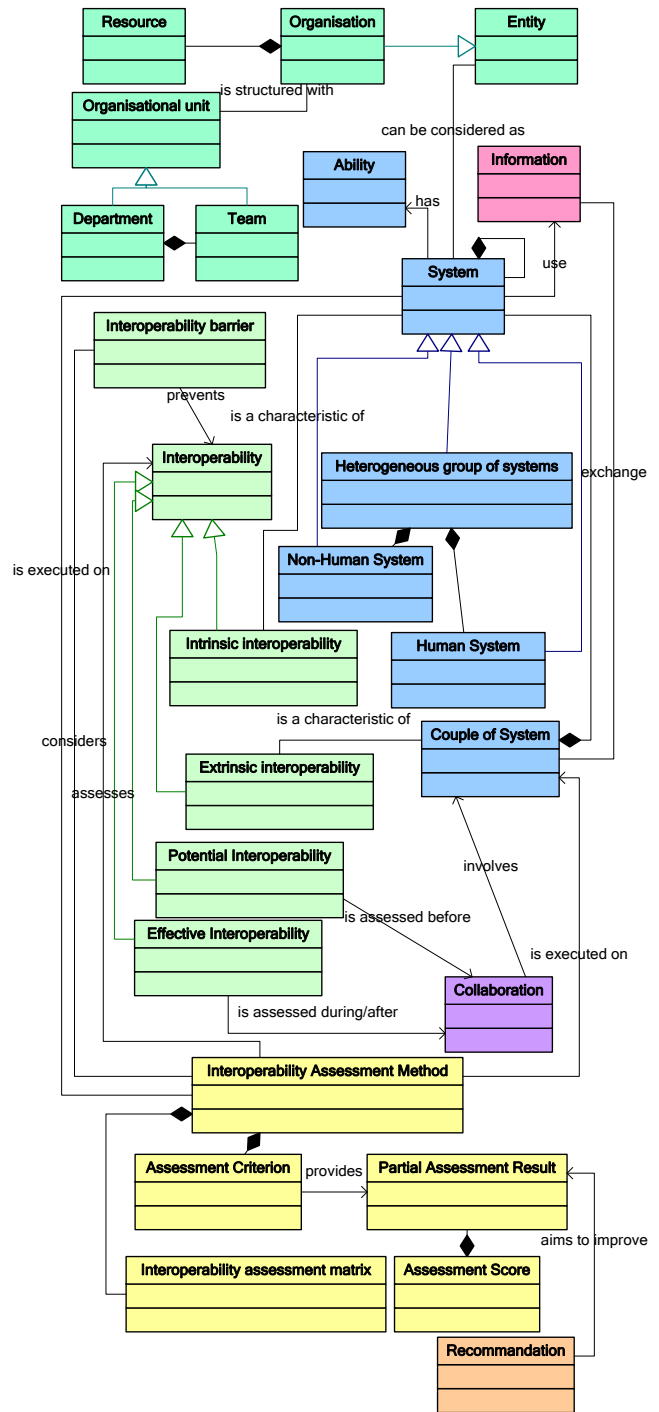 Resource
Organisation
Entity
is structured with
Organisational unit
can be considered as
Ability
Information
has
Department
Team
System
use
Interoperability barrier
prevents
is a characteristic of
Interoperability
Heterogeneous group of systems
exchange
Non-Human System
is executed on
Intrinsic interoperability
Human System
is a characteristic of
Couple of System
considers
Extrinsic interoperability
assesses
Potential Interoperability
involves
is assessed before
Effective Interoperability
is executed on
Collaboration
is assessed during/after
Interoperability Assessment Method
Assessment Criterion
provides
Partial Assessment Result
aims to improve
Interoperability assessment matrix
Assessment Score
Recommandation